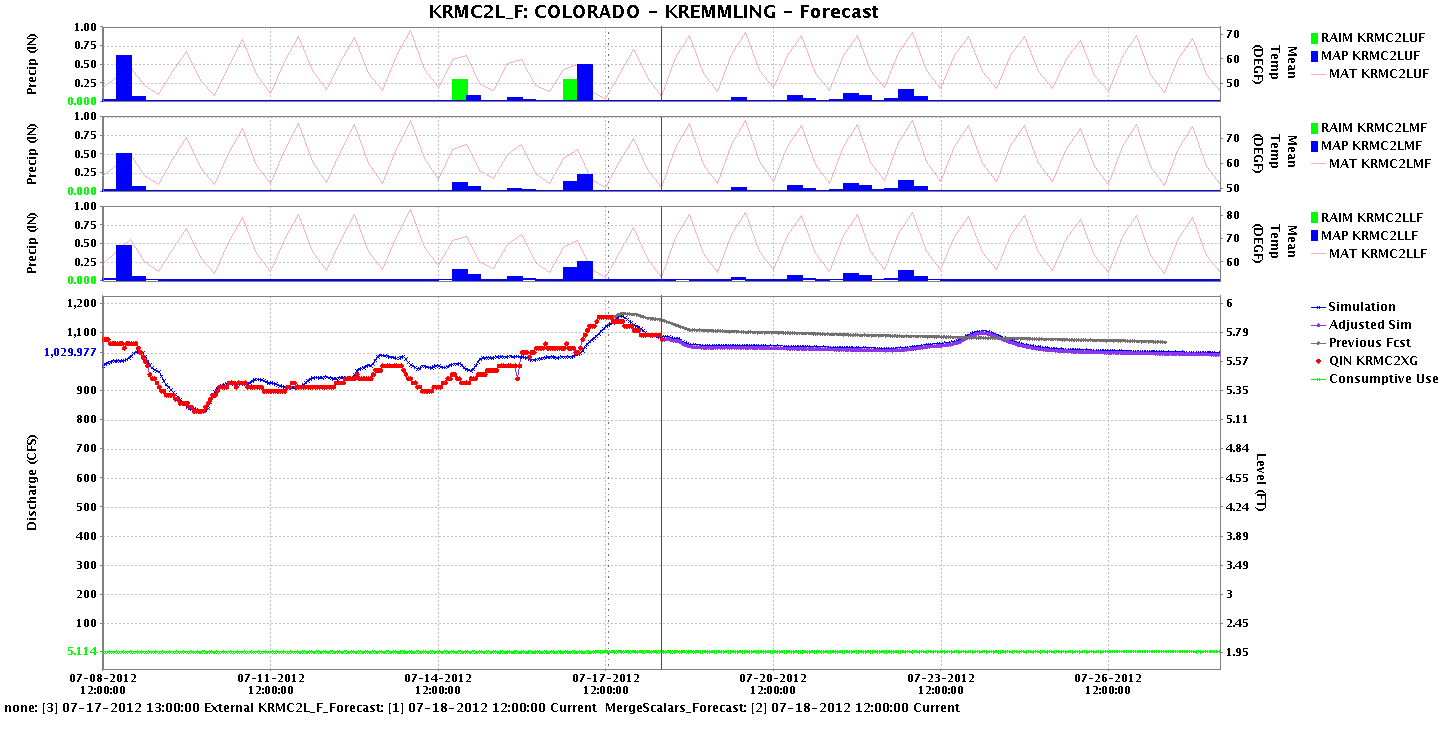 KRMC2L_F: COLORADO - KREMMLING - Forecast
1.00
0.75
0.50
0.25
0.000
Precip (IN)
70
60
50
Mean
Temp
(DEGF)
RAIM KRMC2LUF
MAP KRMC2LUF
MAT KRMC2LUF
1.00
0.75
0.50
0.25
0.000
Precip (IN)
70
60
50
Mean
Temp
(DEGF)
RAIM KRMC2LMF
MAP KRMC2LMF
MAT KRMC2LMF
1.00
0.75
0.50
0.25
0.000
Precip (IN)
80
70
60
Mean
Temp
(DEGF)
RAIM KRMC2LLF
MAP KRMC2LLF
MAT KRMC2LLF
1,200
1,100
1,029.977
900
800
700
600
500
400
300
200
100
5.114
Discharge (CFS)
6
5.79
5.57
5.35
5.11
4.84
4.55
4.24
3.89
3.49
3
2.45
1.95
Level (FT)
Simulation
Adjusted Sim
Previous Fcst
QIN KRMC2XG
Consumptive Use
07-08-2012 07-11-2012 07-14-2012 07-17-2012 07-20-2012 07-23-2012 07-26-2012
12:00:00 12:00:00 12:00:00 12:00:00 12:00:00 12:00:00 12:00:00
none: [3] 07-17-2012 13:00:00 External KRMC2L_F_Forecast: [1] 07-18-2012 12:00:00 Current MergeScalars_Forecast: [2] 07-18-2012 12:00:00 Current